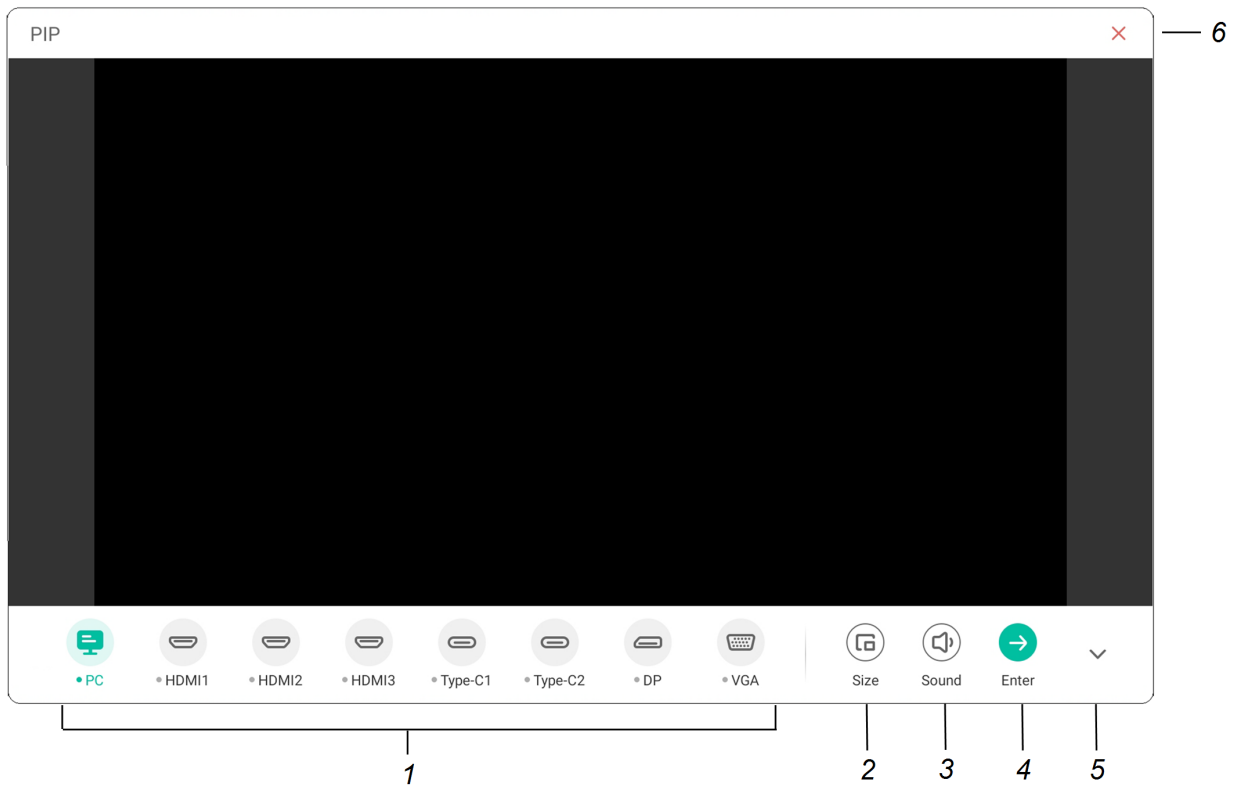 PIP
6
PC HDMI1 HDMI2 HDMI3 Type-C1 Type-C2 DP VGA Size Sound Enter
1 2 3 4 5